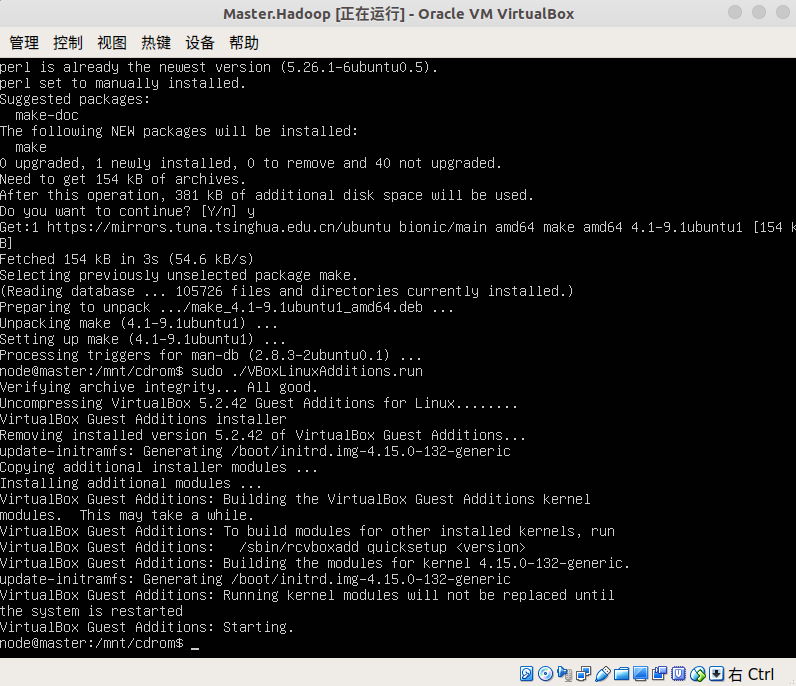 Master.Hadoop [正在运行] - Oracle VM VirtualBox
管理 控制 视图 热键 设备 帮助
perl is already the newest version (5.26.1-6ubuntu0.5).
perl set to manually installed.
Suggested packages:
  make-doc
The following NEW packages will be installed:
  make
0 upgraded, 1 newly installed, 0 to remove and 40 not upgraded.
Need to get 154 kB of archives.
After this operation, 381 kB of additional disk space will be used.
Do you want to continue? [Y/n] y
Get:1 https://mirrors.tuna.tsinghua.edu.cn/ubuntu bionic/main amd64 make amd64 4.1-9.1ubuntu1 [154 k
B]
Fetched 154 kB in 3s (54.6 kB/s)
Selecting previously unselected package make.
(Reading database ... 105726 files and directories currently installed.)
Preparing to unpack .../make_4.1-9.1ubuntu1_amd64.deb ...
Unpacking make (4.1-9.1ubuntu1) ...
Setting up make (4.1-9.1ubuntu1) ...
Processing triggers for man-db (2.8.3-2ubuntu0.1) ...
node@master:/mnt/cdrom$ sudo ./VBoxLinuxAdditions.run
Verifying archive integrity... All good.
Uncompressing VirtualBox 5.2.42 Guest Additions for Linux........
VirtualBox Guest Additions installer
Removing installed version 5.2.42 of VirtualBox Guest Additions...
update-initramfs: Generating /boot/initrd.img-4.15.0-132-generic
Copying additional installer modules ...
Installing additional modules ...
VirtualBox Guest Additions: Building the VirtualBox Guest Additions kernel
modules.  This may take a while.
VirtualBox Guest Additions: To build modules for other installed kernels, run
VirtualBox Guest Additions:   /sbin/rcvboxadd quicksetup <version>
VirtualBox Guest Additions: Building the modules for kernel 4.15.0-132-generic.
update-initramfs: Generating /boot/initrd.img-4.15.0-132-generic
VirtualBox Guest Additions: Running kernel modules will not be replaced until
the system is restarted
VirtualBox Guest Additions: Starting.
node@master:/mnt/cdrom$ _
右 Ctrl